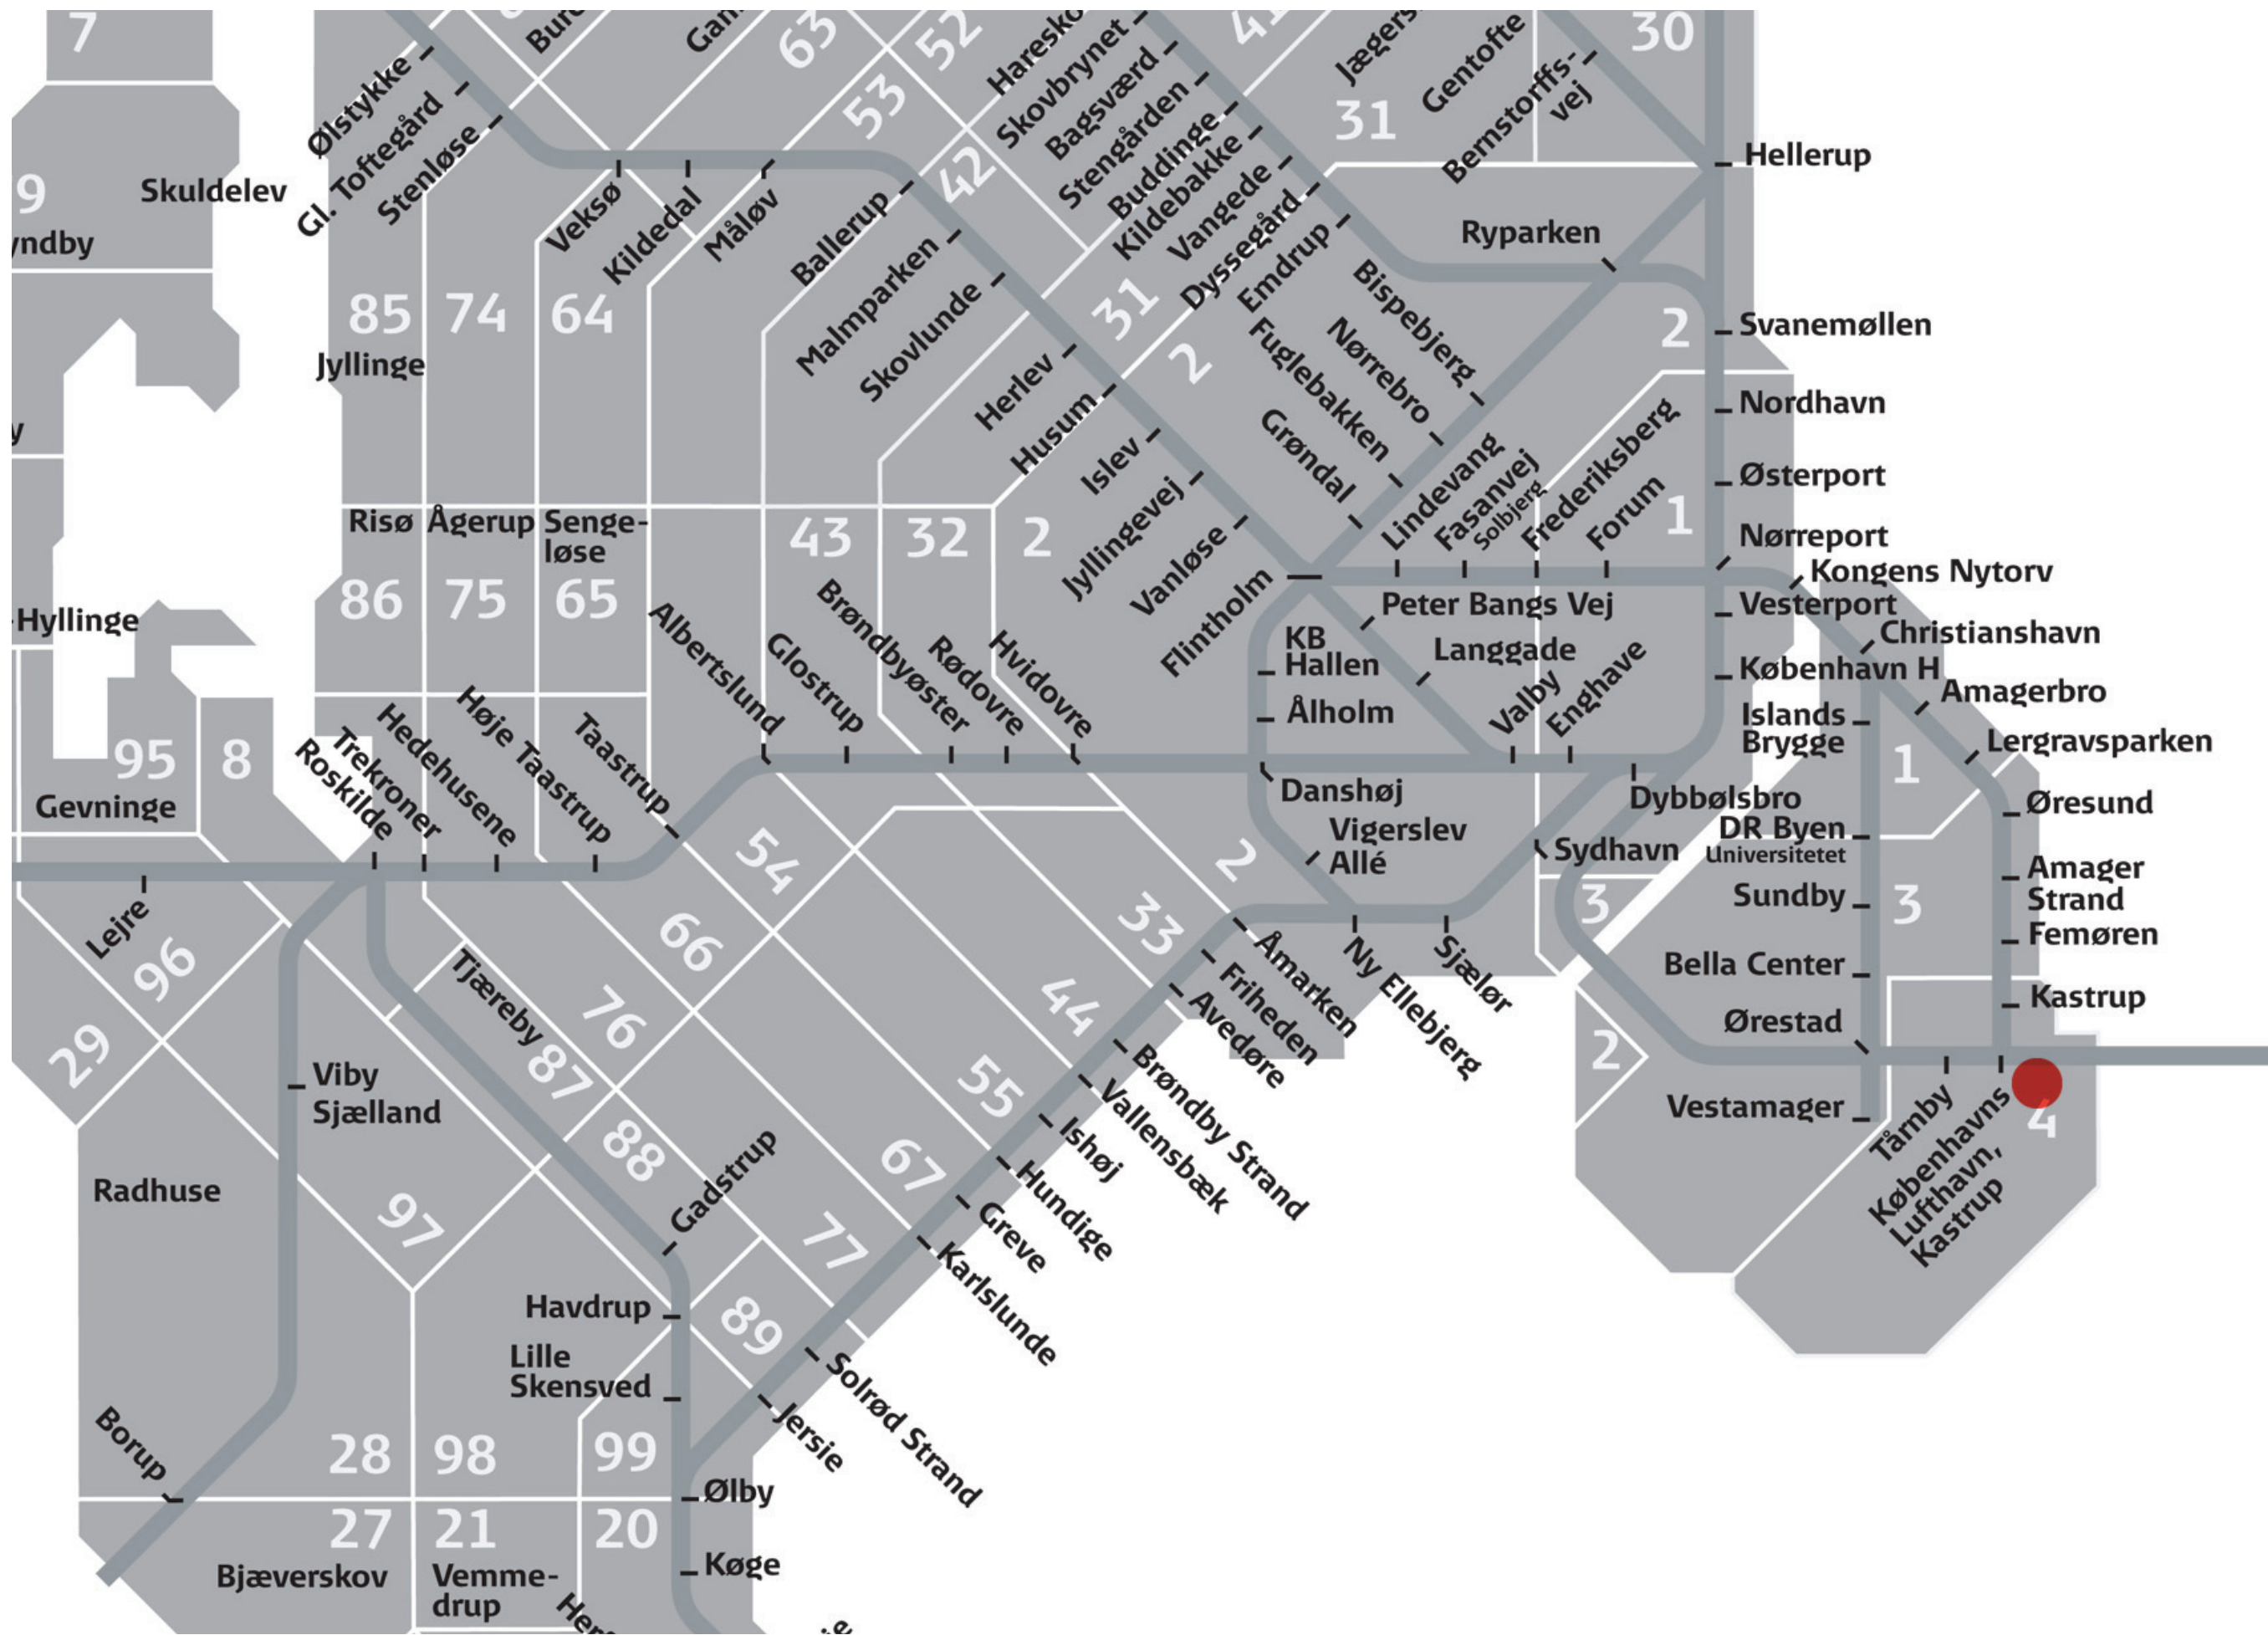 7
63
52
41
30
Skovbrynet
Gentofte
Bernstoffs-
vej
Ølstykke
Gl. Toftegård
Stenløse
53
42
Bagsværd
Stengården
Buddinge
Kildebakke
Vangede
Dyssegård
Emdrup
31
Hellerup
9
Skuldelev
Veksø
Kildedal
Måløv
Ballerup
Malmparken
Skovlunde
Ryparken
85
74
64
Jyllinge
31
2
Herlev
Husum
Islev
Jyllingevej
Vanløse
Flintholm
Bispebjerg
Nørrebro
Fuglebakken
Grøndal
2
Svanemøllen
Nordhavn
Østerport
Nørreport
Lindevang
Fasanvej
Solbjerg
Frederiksberg
Forum
1
Risø
Ågerup
Senge-
løse
43
32
2
86
75
65
Kongens Nytorv
Vesterport
Christianshavn
København H
Amagerbro
Hyllinge
Peter Bangs Vej
Langgade
KB
Hallen
Ålholm
Valby
Enghave
Islands
Brygge
Lergravsparken
Albertslund
Glostrup
Brøndbyøster
Rødovre
Hvidovre
Roskilde
Trekroner
Hedehusene
Høje Taastrup
Taastrup
95
8
Gevninge
1
Danshøj
Dybbølsbro
Øresund
DR Byen
Universitetet
Vigerslev
Allé
Sydhavn
Amager
Strand
54
2
3
Sundby
3
Femøren
Lejre
96
66
33
Åmarken
Ny Ellebjerg
Sjælør
Bella Center
Kastrup
29
Tjæreby
76
44
Friheden
Avedøre
Ørestad
2
87
55
Brøndby Strand
Vallensbæk
Ishøj
Viby
Sjælland
Vestamager
Tårnby
Københavns
Lufthavn,
Kastrup
4
88
67
Radhuse
97
Gadstrup
77
Hundige
Greve
Karlslunde
Havdrup
89
Lille
Skensved
Solrød Strand
Jersie
Borup
28
98
99
Ølby
27
21
20
Bjæverskov
Vemme-
drup
Køge